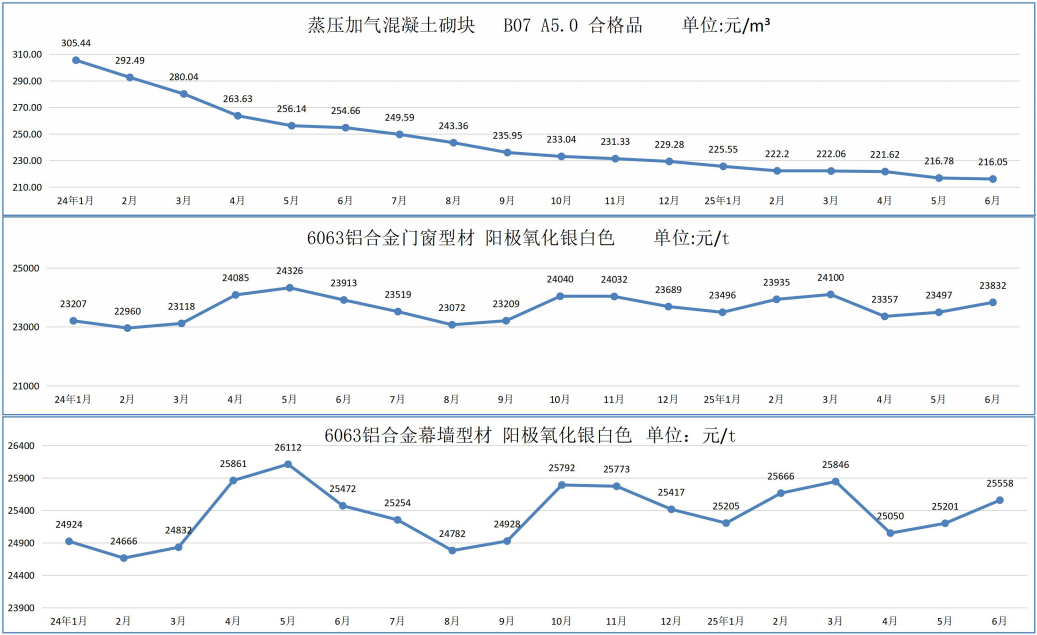 蒸压加气混凝土砌块 B07 A5.0 合格品 单位:元/m³
305.44 292.49 280.04 263.63 256.14 254.66 249.59 243.36 235.95 233.04 231.33 229.28 225.55 222.2 222.06 221.62 216.78 216.05
310.00
290.00
270.00
250.00
230.00
210.00
24年1月 2月 3月 4月 5月 6月 7月 8月 9月 10月 11月 12月 25年1月 2月 3月 4月 5月 6月
6063铝合金门窗型材 阳极氧化银白色 单位:元/t
23207 22960 23118 24085 24326 23913 23519 23072 23209 24040 24032 23689 23496 23935 24100 23357 23497 23832
25000
23000
21000
24年1月 2月 3月 4月 5月 6月 7月 8月 9月 10月 11月 12月 25年1月 2月 3月 4月 5月 6月
6063铝合金幕墙型材 阳极氧化银白色 单位：元/t
24924 24666 24832 25861 26112 25472 25254 24782 24928 25792 25773 25417 25205 25666 25846 25050 25201 25558
26400
25900
25400
24900
24400
23900
24年1月 2月 3月 4月 5月 6月 7月 8月 9月 10月 11月 12月 25年1月 2月 3月 4月 5月 6月